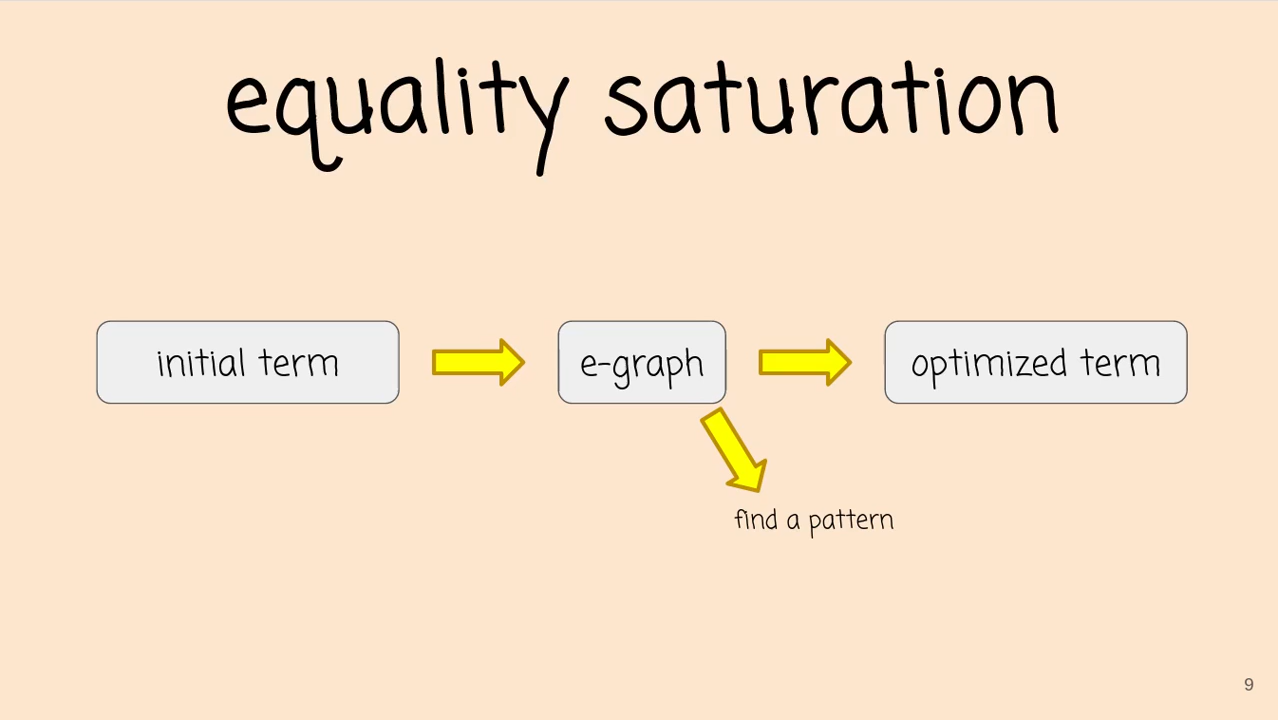 equality saturation
initial term
e-graph
optimized term
find a pattern
9